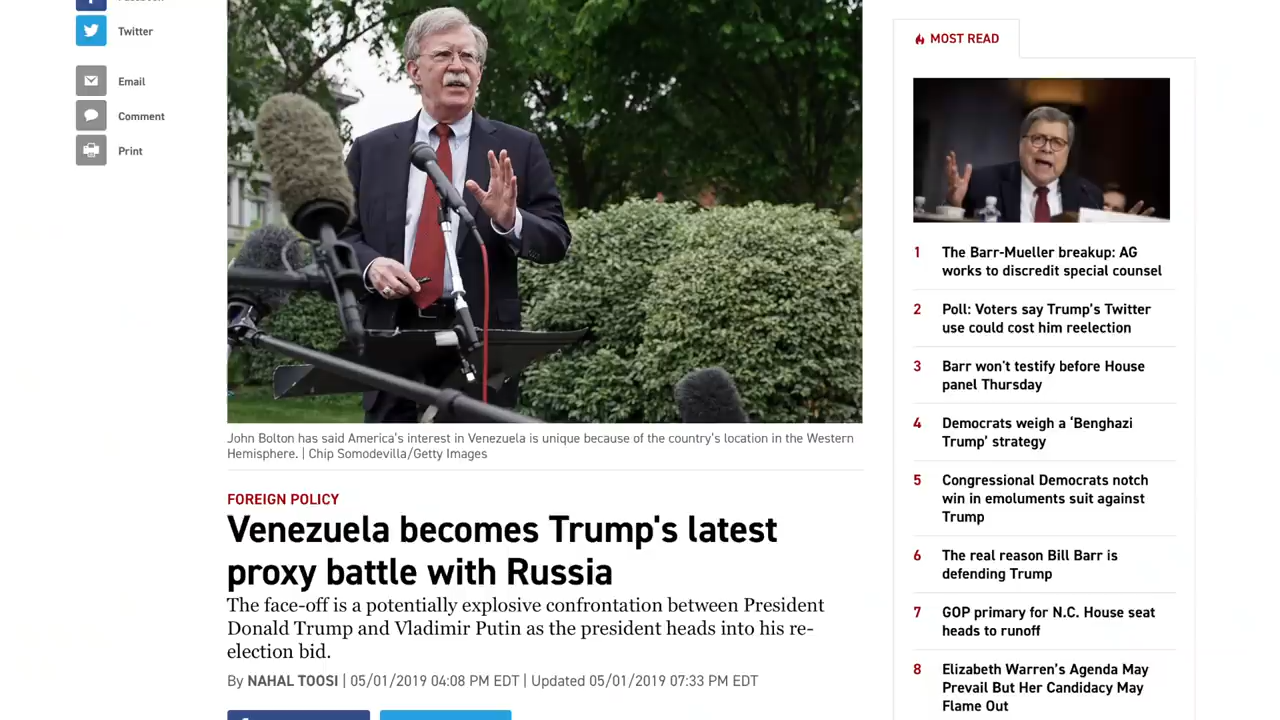 Twitter
Email
Comment
Print
John Bolton has said America's interest in Venezuela is unique because of the country's location in the Western
Hemisphere. | Chip Somodevilla/Getty Images
FOREIGN POLICY
Venezuela becomes Trump's latest
proxy battle with Russia
The face-off is a potentially explosive confrontation between President
Donald Trump and Vladimir Putin as the president heads into his re-
election bid.
By NAHAL TOOSI | 05/01/2019 04:08 PM EDT | Updated 05/01/2019 07:33 PM EDT
MOST READ
1 The Barr-Mueller breakup: AG
works to discredit special counsel
2 Poll: Voters say Trump's Twitter
use could cost him reelection
3 Barr won't testify before House
panel Thursday
4 Democrats weigh a ‘Benghazi
Trump’ strategy
5 Congressional Democrats notch
win in emoluments suit against
Trump
6 The real reason Bill Barr is
defending Trump
7 GOP primary for N.C. House seat
heads to runoff
8 Elizabeth Warren's Agenda May
Prevail But Her Candidacy May
Flame Out